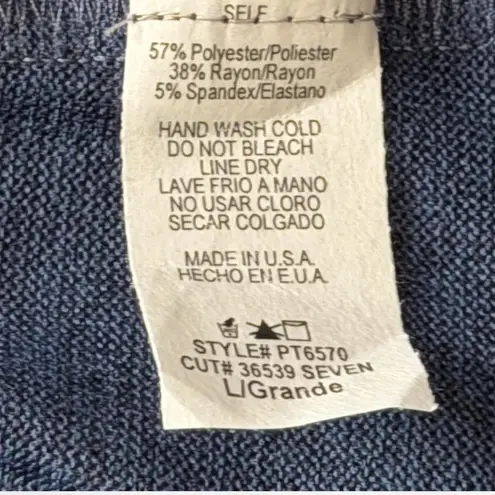 SELF
57% Polyester/Poliester
38% Rayon/Rayon
5% Spandex/Elastano
HAND WASH COLD
DO NOT BLEACH
LINE DRY
LAVE FRIO A MANO
NO USAR CLORO
SECAR COLGADO
MADE IN U.S.A.
HECHO EN E.U.A.
STYLE# PT6570
CUT# 36539 SEVEN
L/Grande